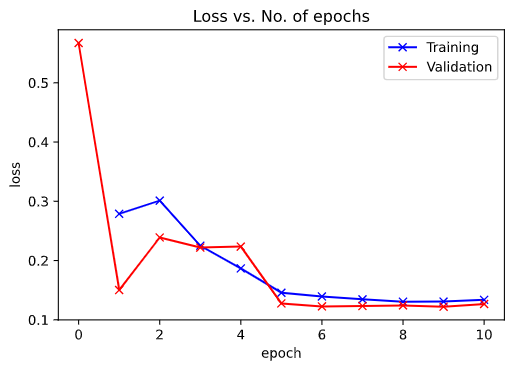 Loss vs. No. of epochs
Training
Validation
loss
0.5
0.4
0.3
0.2
0.1
0 2 4 6 8 10
epoch